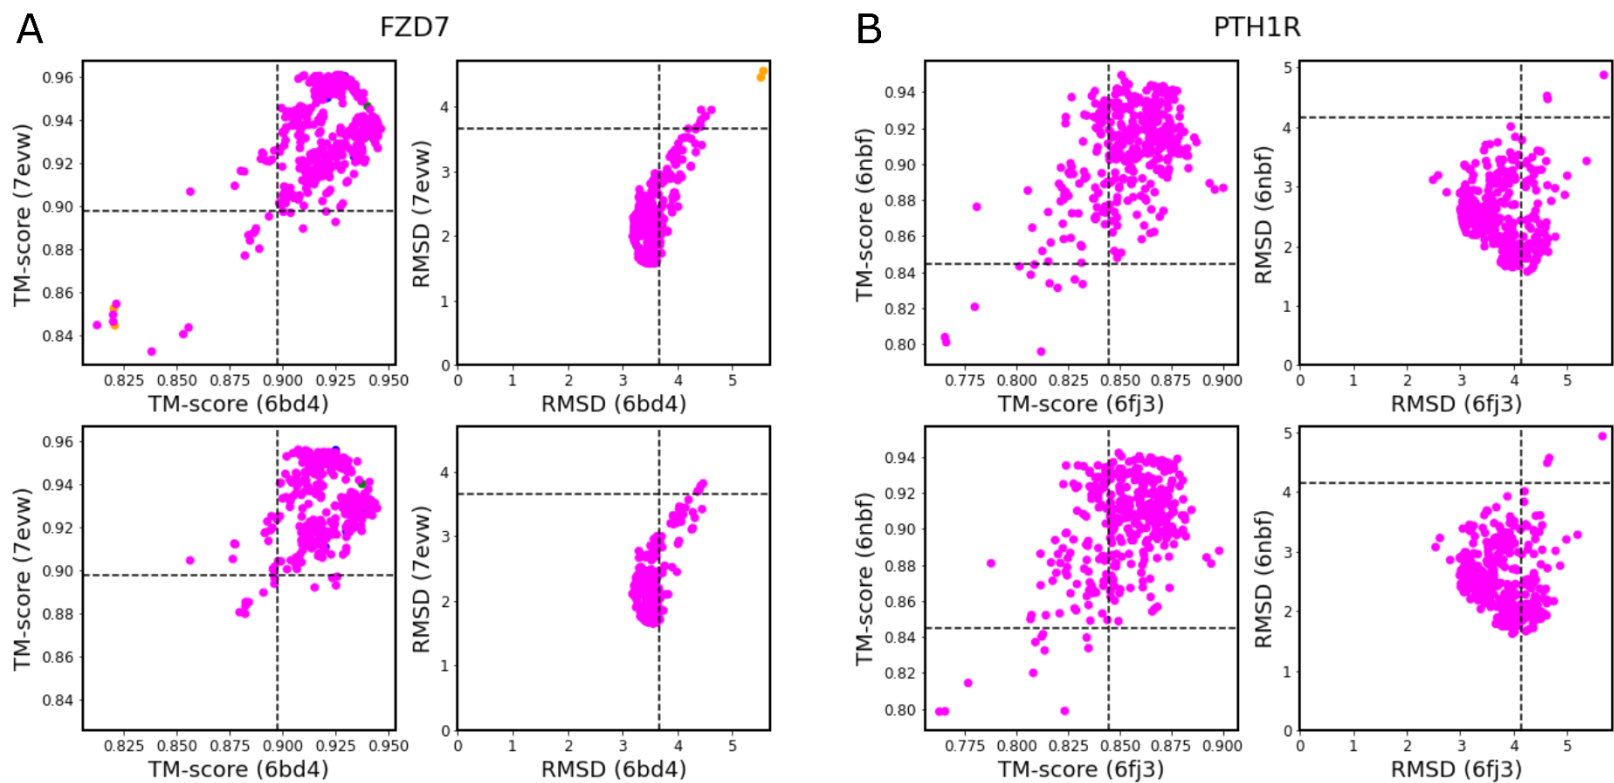 A
FZD7
B
PTH1R
TM-score (7evw)
0.96
0.94
0.92
0.90
0.88
0.86
0.84
0.825 0.850 0.875 0.900 0.925 0.950
TM-score (6bd4)
RMSD (7evw)
4
3
2
1
0
0 1 2 3 4 5
RMSD (6bd4)
TM-score (6nbf)
0.94
0.92
0.90
0.88
0.86
0.84
0.82
0.80
0.775 0.800 0.825 0.850 0.875 0.900
TM-score (6fj3)
RMSD (6nbf)
5
4
3
2
1
0
0 1 2 3 4 5
RMSD (6fj3)
TM-score (7evw)
0.96
0.94
0.92
0.90
0.88
0.86
0.84
0.825 0.850 0.875 0.900 0.925 0.950
TM-score (6bd4)
RMSD (7evw)
4
3
2
1
0
0 1 2 3 4 5
RMSD (6bd4)
TM-score (6nbf)
0.94
0.92
0.90
0.88
0.86
0.84
0.82
0.80
0.775 0.800 0.825 0.850 0.875 0.900
TM-score (6fj3)
RMSD (6nbf)
5
4
3
2
1
0
0 1 2 3 4 5
RMSD (6fj3)